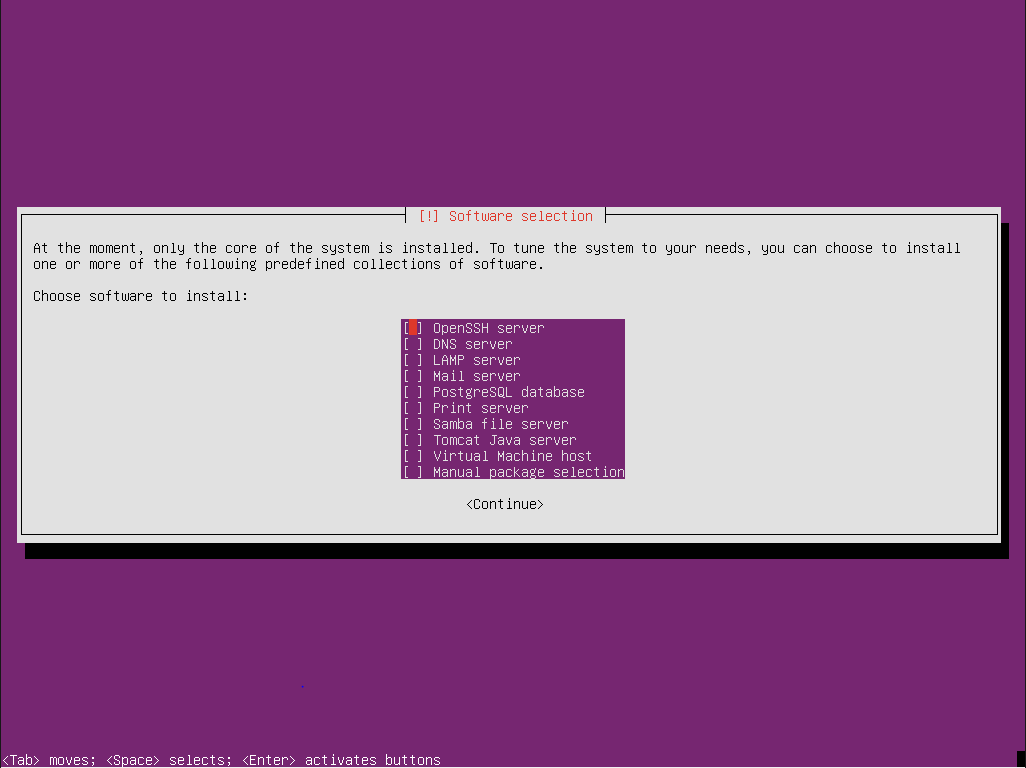 [!] Software selection
At the moment, only the core of the system is installed. To tune the system to your needs, you can choose to install
one or more of the following predefined collections of software.
Choose software to install:
[ ] OpenSSH server
[ ] DNS server
[ ] LAMP server
[ ] Mail server
[ ] PostgreSQL database
[ ] Print server
[ ] Samba file server
[ ] Tomcat Java server
[ ] Virtual Machine host
[ ] Manual package selection
<Continue>
<Tab> moves; <Space> selects; <Enter> activates buttons